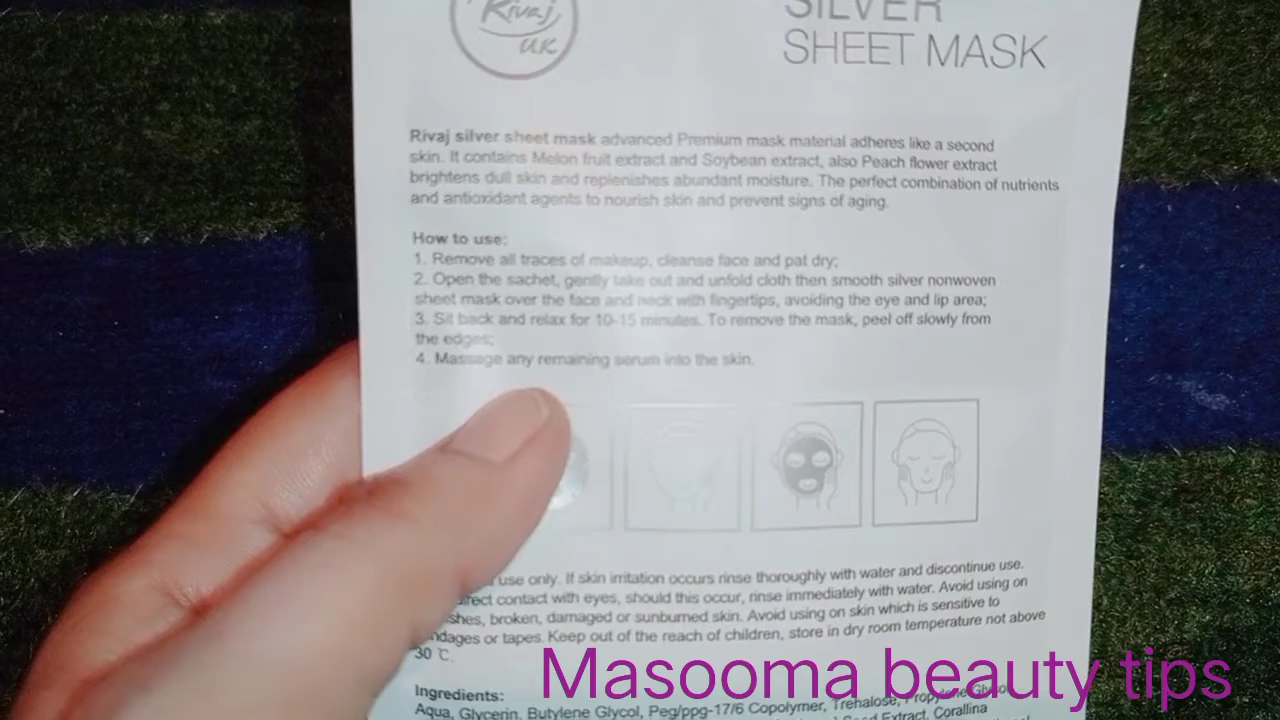 Rivaj
UK
SILVER
SHEET MASK
Rivaj silver sheet mask advanced Premium mask material adheres like a second
skin. It contains Melon fruit extract and Soybean extract, also Peach flower extract
brightens dull skin and replenishes abundant moisture. The perfect combination of nutrients
and antioxidant agents to nourish skin and prevent signs of aging.
How to use:
1. Remove all traces of makeup, cleanse face and pat dry;
2. Open the sachet, gently take out and unfold cloth then smooth silver nonwoven
sheet mask over the face and neck with fingertips, avoiding the eye and lip area;
3. Sit back and relax for 10-15 minutes. To remove the mask, peel off slowly from
the edges;
4. Massage any remaining serum into the skin.
use only. If skin irritation occurs rinse thoroughly with water and discontinue use.
contact with eyes, should this occur, rinse immediately with water. Avoid using on
broken, damaged or sunburned skin. Avoid using on skin which is sensitive to
or tapes. Keep out of the reach of children, store in dry room temperature not above
30 ℃.
Ingredients:
Aqua, Glycerin, Butylene Glycol, Peg/ppg-17/6 Copolymer, Trehalose,
Extract, Corallina
Masooma beauty tips